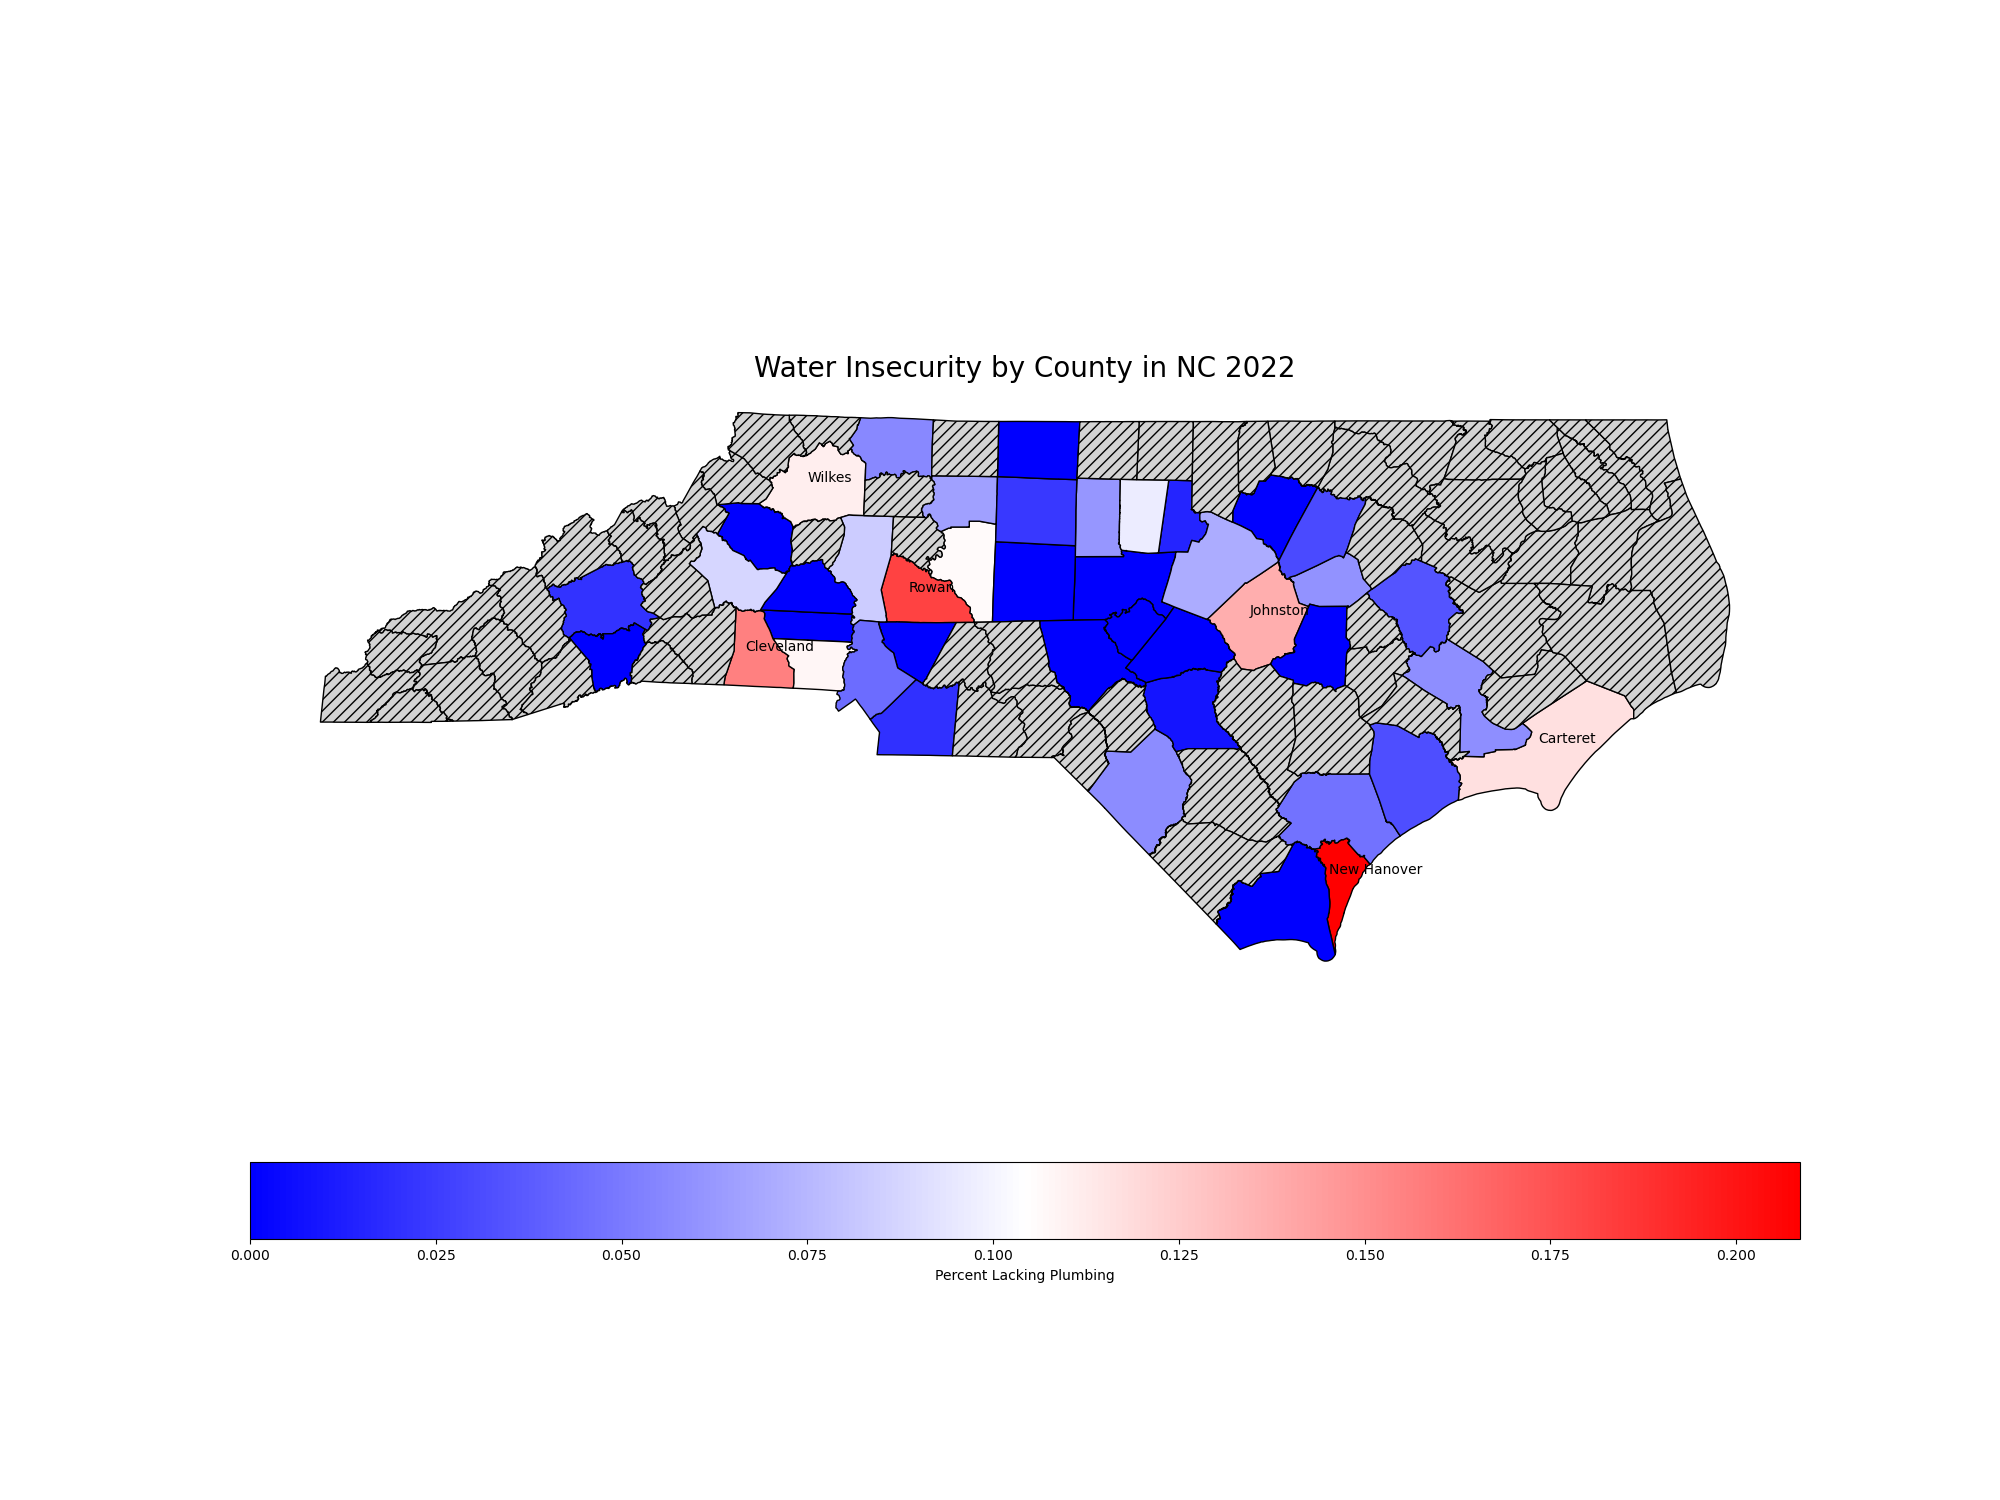 Water Insecurity by County in NC 2022
Wilkes
Rowan
Johnston
Cleveland
Carteret
New Hanover
0.000 0.025 0.050 0.075 0.100 0.125 0.150 0.175 0.200
Percent Lacking Plumbing